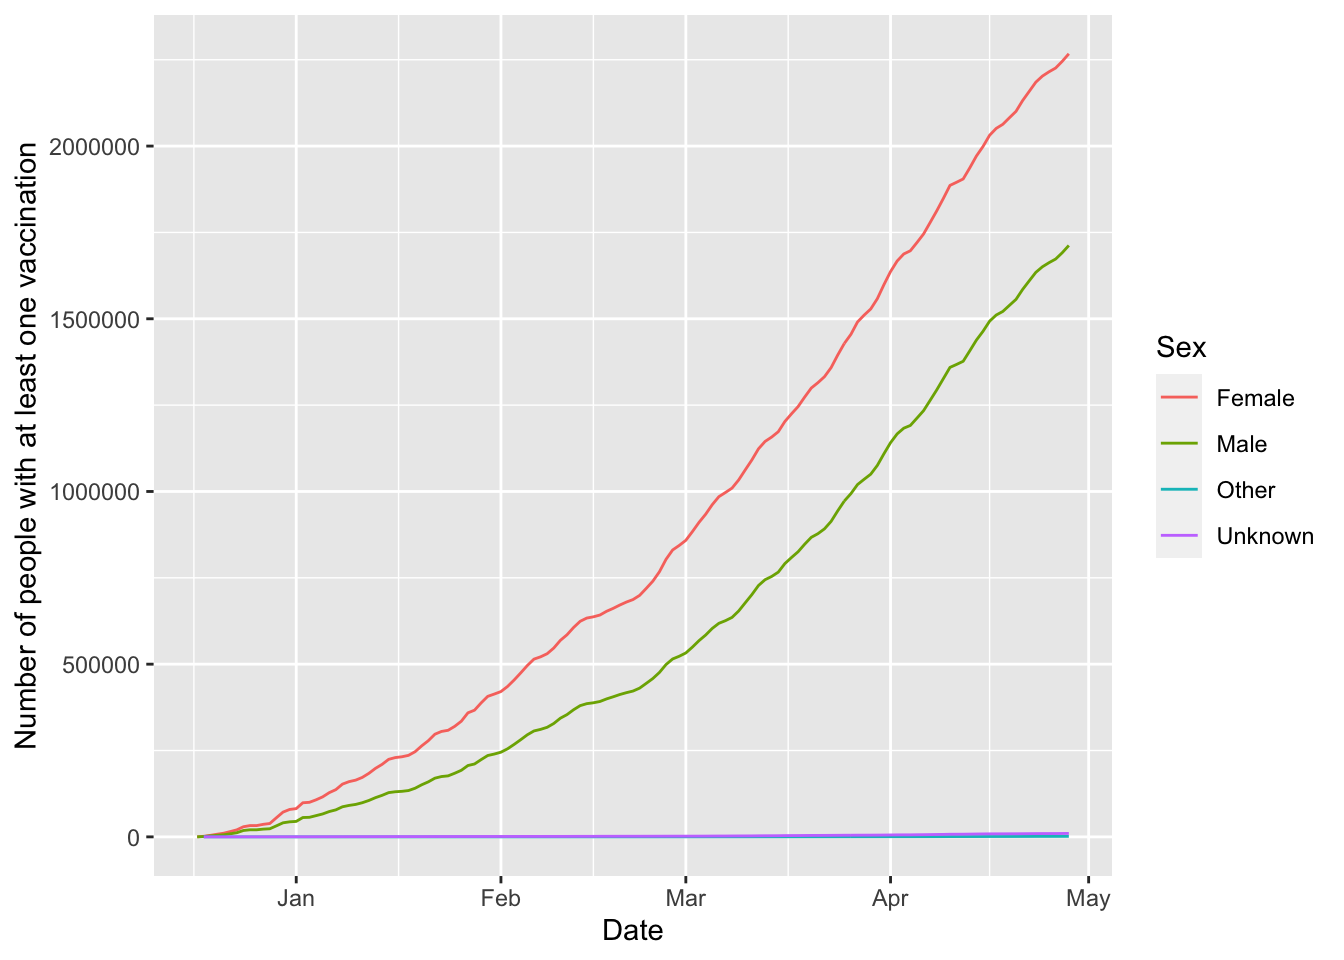 Number of people with at least one vaccination
2000000
1500000
1000000
500000
0
Jan Feb Mar Apr May
Date
Sex
Female
Male
Other
Unknown